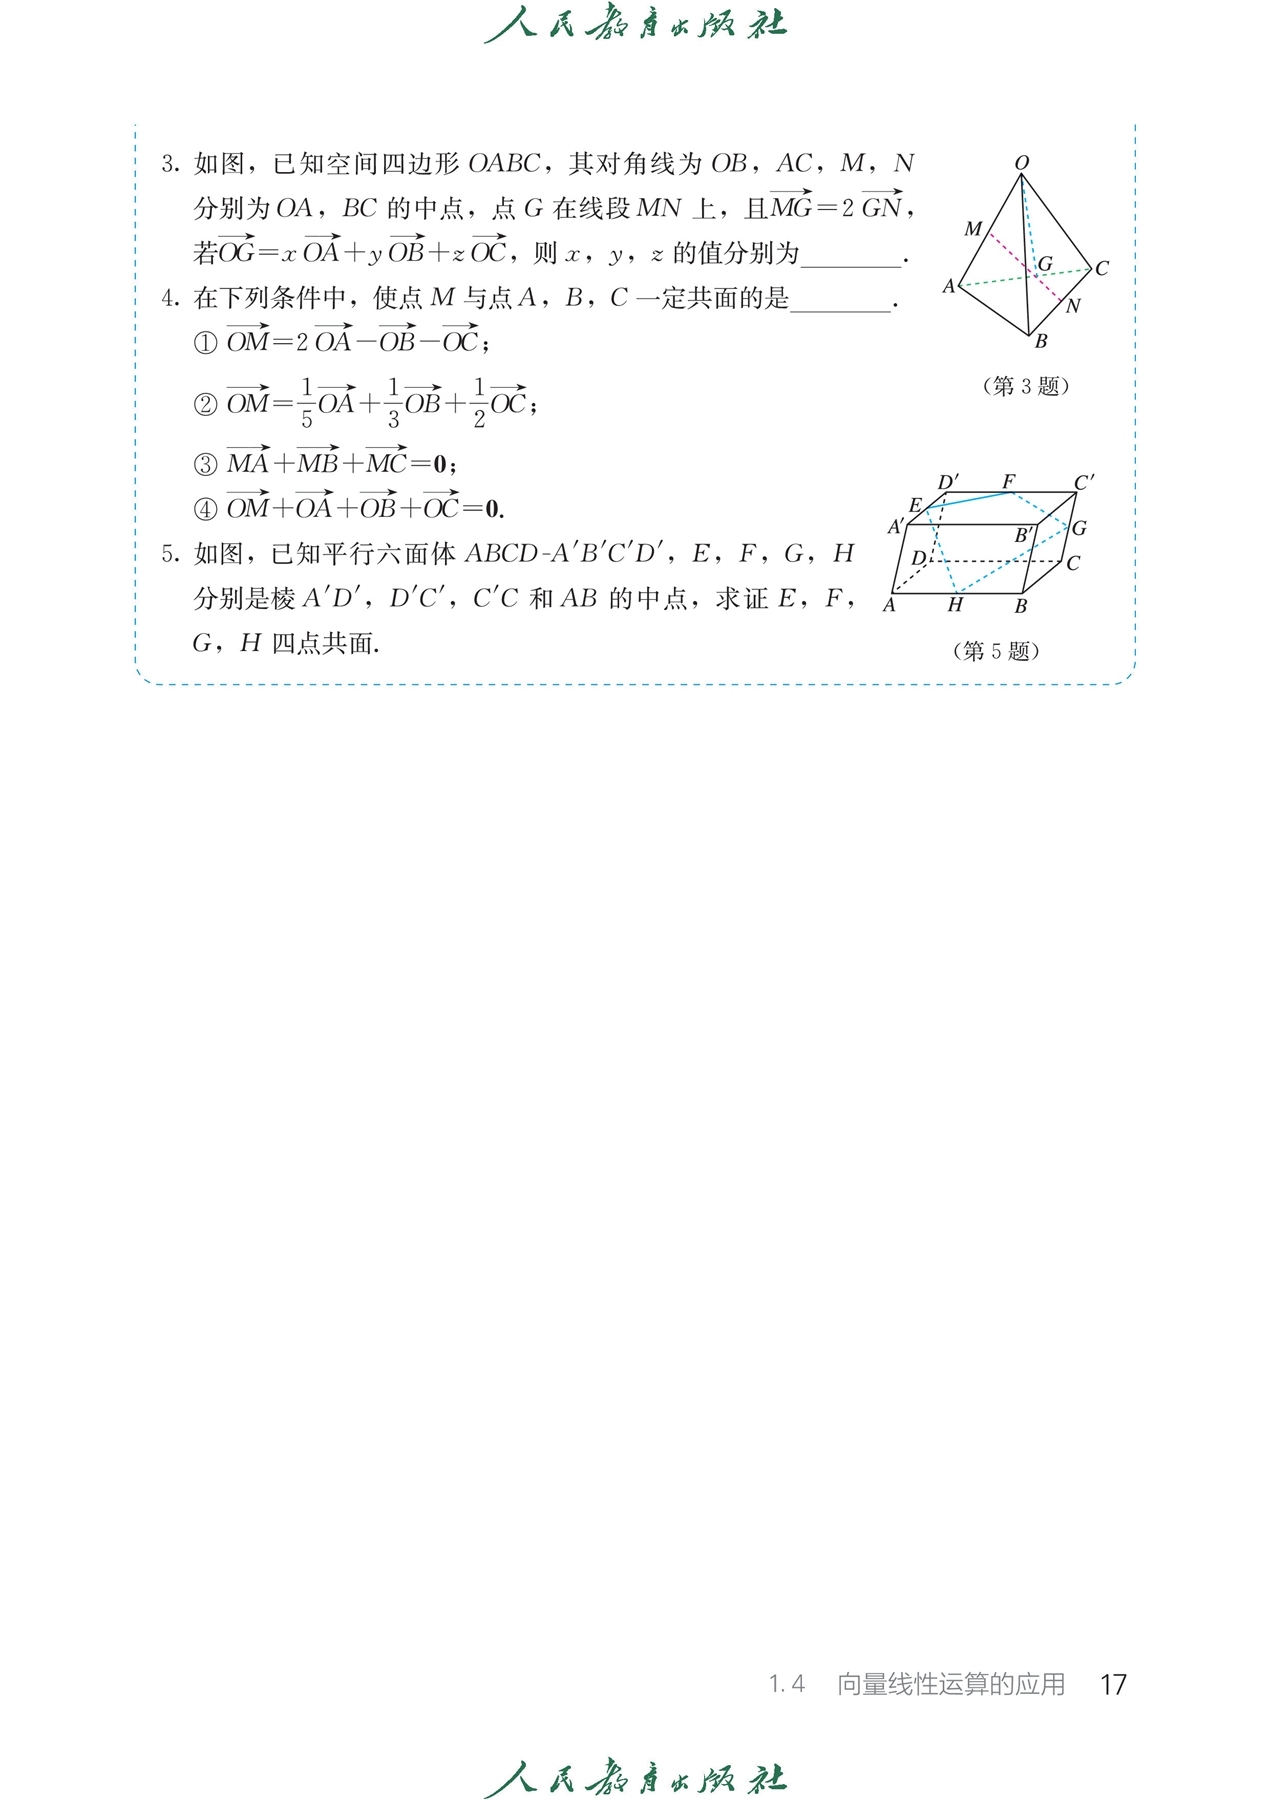 人民教育出版社
3. 如图，已知空间四边形 OABC，其对角线为 OB，AC，M，N
分别为 OA，BC 的中点，点 G 在线段 MN 上，且$\overrightarrow{MG}$=2$\overrightarrow{GN}$，
若$\overrightarrow{OG}$=x$\overrightarrow{OA}$+y$\overrightarrow{OB}$+z$\overrightarrow{OC}$，则 x，y，z 的值分别为________.
4. 在下列条件中，使点 M 与点 A，B，C 一定共面的是________.
① $\overrightarrow{OM}$=2$\overrightarrow{OA}$−$\overrightarrow{OB}$−$\overrightarrow{OC}$；
② $\overrightarrow{OM}$=$\frac{1}{5}\overrightarrow{OA}$+$\frac{1}{3}\overrightarrow{OB}$+$\frac{1}{2}\overrightarrow{OC}$；
③ $\overrightarrow{MA}$+$\overrightarrow{MB}$+$\overrightarrow{MC}$=0；
④ $\overrightarrow{OM}$+$\overrightarrow{OA}$+$\overrightarrow{OB}$+$\overrightarrow{OC}$=0.
5. 如图，已知平行六面体 ABCD-A′B′C′D′，E，F，G，H
分别是棱 A′D′，D′C′，C′C 和 AB 的中点，求证 E，F，
G，H 四点共面.
O
M
G
C
A
N
B
（第 3 题）
D′ F C′
E
A′ B′ G
D C
A H B
（第 5 题）
1.4 向量线性运算的应用 17
人民教育出版社